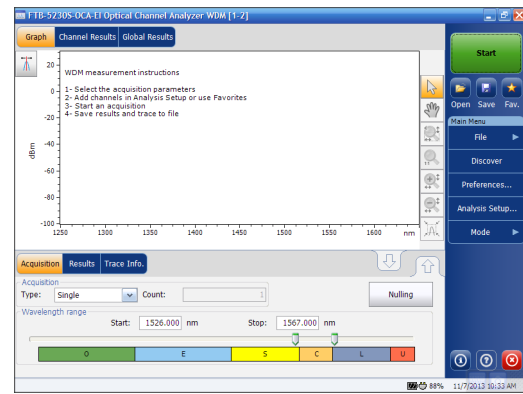 FTB-5230S-OCA-EI Optical Channel Analyzer WDM [1-2]
Graph Channel Results Global Results
Start
Open Save Fav.
Main Menu
File
Discover
Preferences...
Analysis Setup...
Mode
WDM measurement instructions
1- Select the acquisition parameters
2- Add channels in Analysis Setup or use Favorites
3- Start an acquisition
4- Save results and trace to file
20
0
-20
-40
-60
-80
-100
dBm
1250 1300 1350 1400 1450 1500 1550 1600 nm
Acquisition Results Trace Info.
Acquisition
Type: Single Count: 1 Nulling
Wavelength range
Start: 1526.000 nm Stop: 1567.000 nm
O E S C L U
88% 11/7/2013 10:33 AM